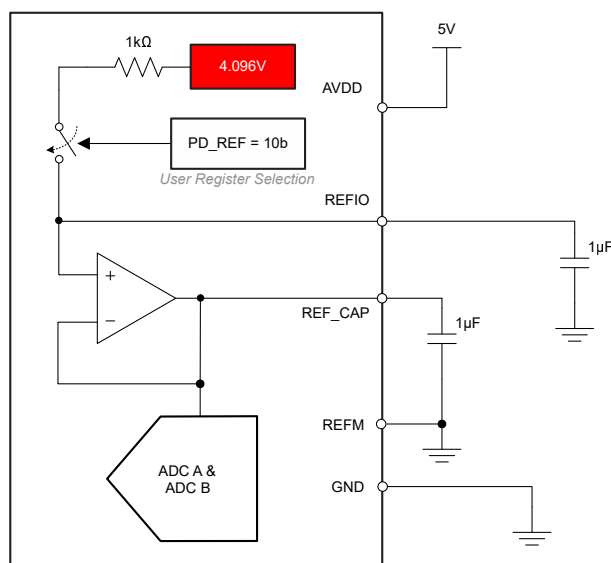 1kΩ
4.096V
5V
AVDD
PD_REF = 10b
User Register Selection
REFIO
1µF
+
REF_CAP
1µF
−
REFM
ADC A &
ADC B
GND